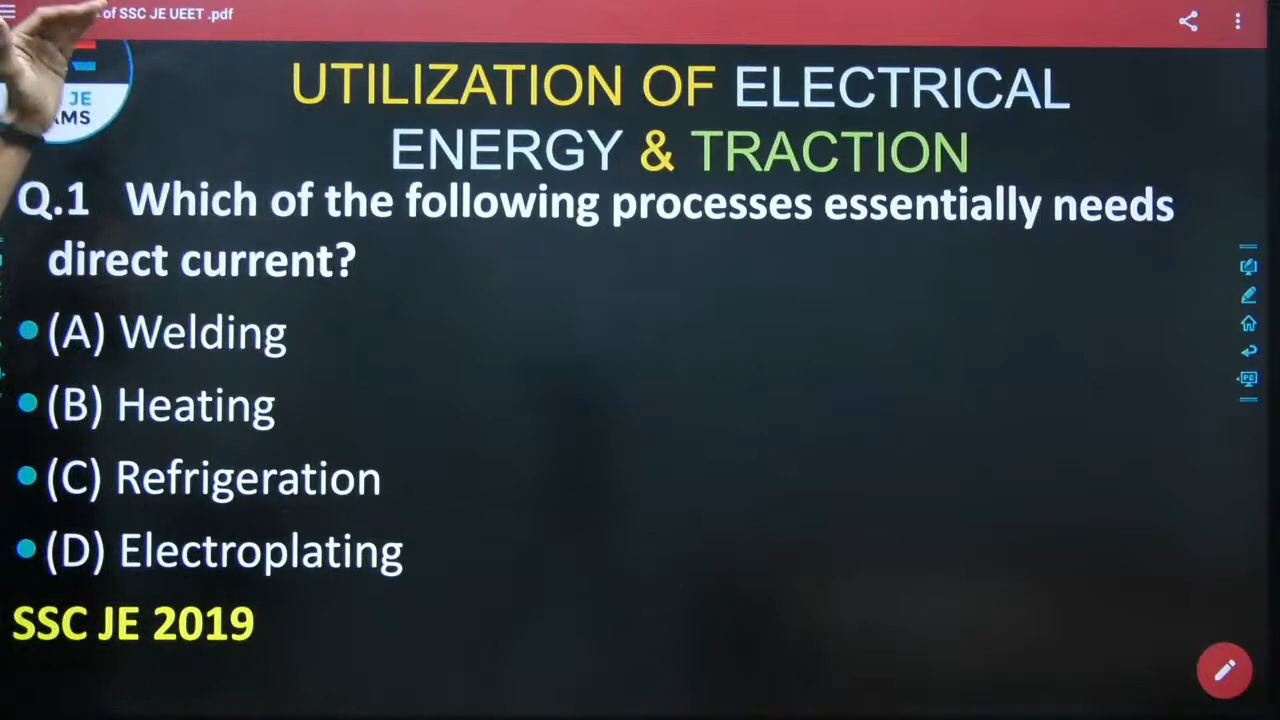 of SSC JE UEET .pdf
JE
UTILIZATION OF ELECTRICAL
ENERGY & TRACTION
Q.1 Which of the following processes essentially needs
direct current?
• (A) Welding
• (B) Heating
• (C) Refrigeration
• (D) Electroplating
SSC JE 2019
PC